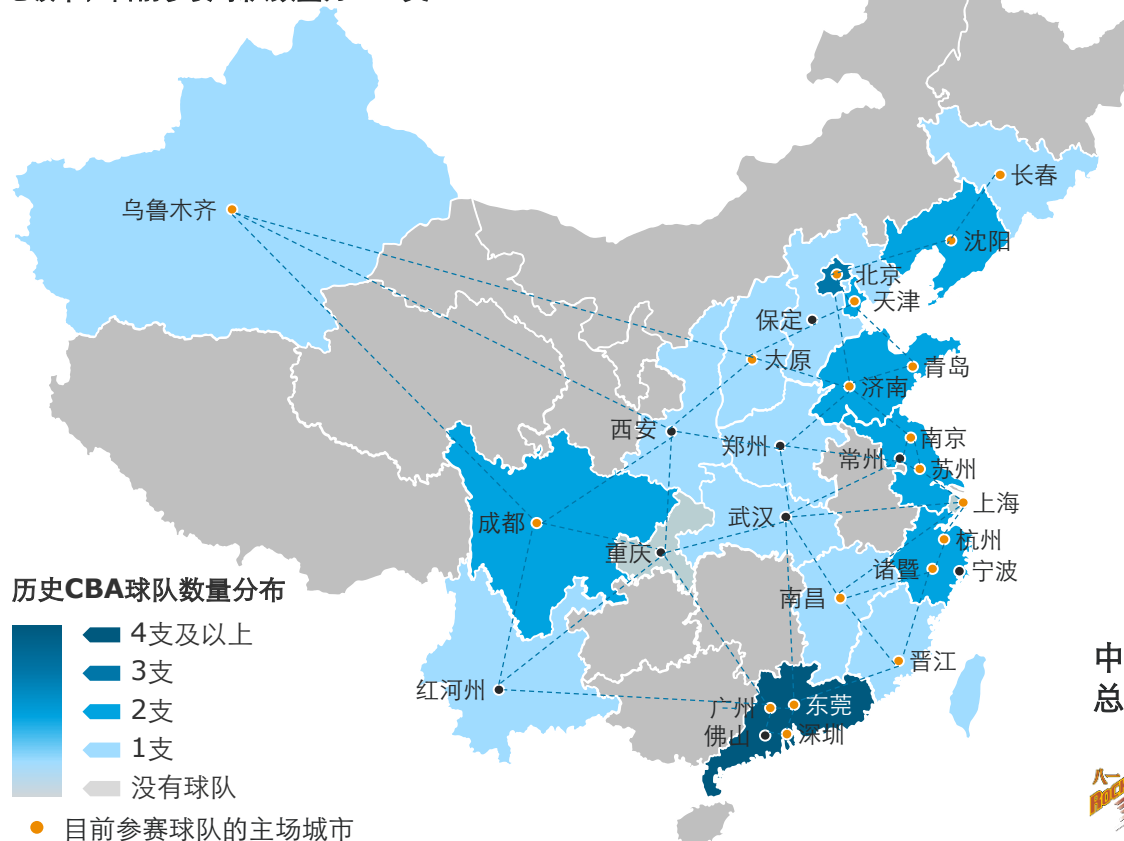 长春
乌鲁木齐
沈阳
北京
天津
保定
太原
青岛
济南
西安
郑州
南京
常州
苏州
上海
成都
武汉
杭州
重庆
诸暨
宁波
南昌
晋江
红河州
广州
东莞
佛山
深圳
历史CBA球队数量分布
4支及以上
3支
2支
1支
没有球队
目前参赛球队的主场城市
中
总
八一